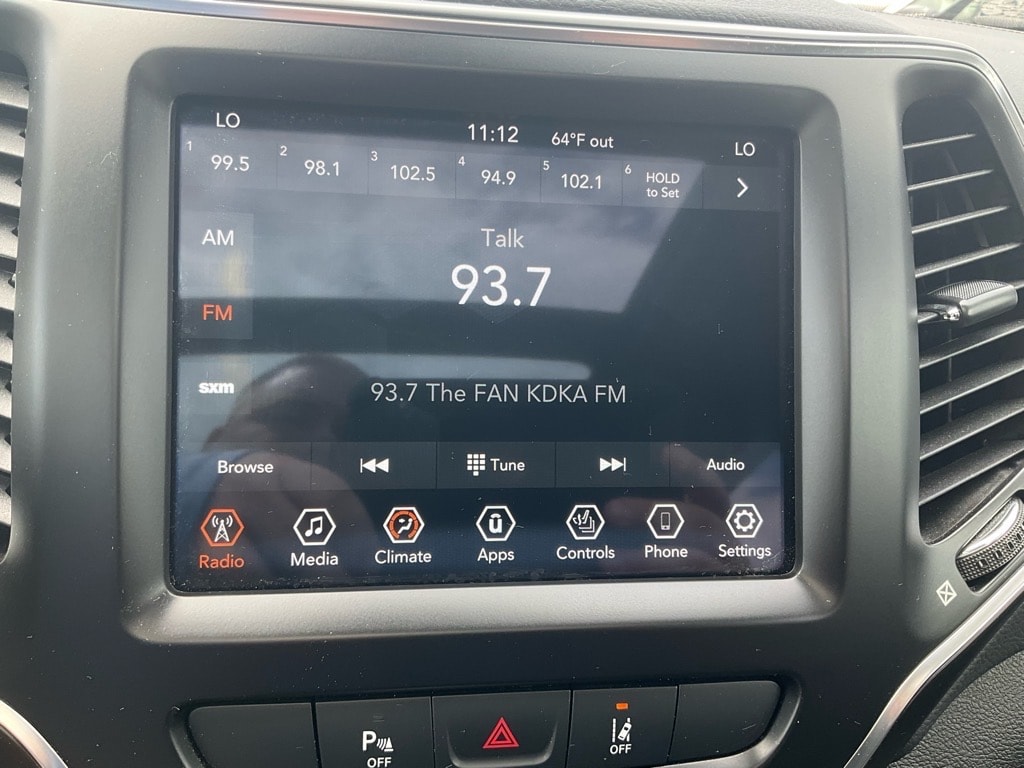 LO 11:12 64°F out LO
1 99.5 2 98.1 3 102.5 4 94.9 5 102.1 6 HOLD to Set
AM
Talk
93.7
FM
sxm
93.7 The FAN KDKA FM
Browse Tune Audio
Radio Media Climate Apps Controls Phone Settings
P OFF OFF